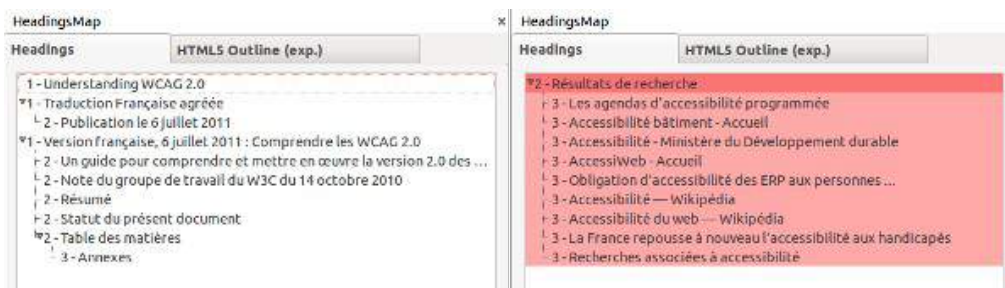 HeadingsMap
x
Headings
HTML5 Outline (exp.)
1 - Understanding WCAG 2.0
1 - Traduction Française agréée
2 - Publication le 6 juillet 2011
1 - Version française, 6 juillet 2011 : Comprendre les WCAG 2.0
2 - Un guide pour comprendre et mettre en œuvre la version 2.0 des ...
2 - Note du groupe de travail du W3C du 14 octobre 2010
2 - Résumé
2 - Statut du présent document
2 - Table des matières
3 - Annexes
HeadingsMap
Headings
HTML5 Outline (exp.)
2 - Résultats de recherche
3 - Les agendas d'accessibilité programmée
3 - Accessibilité bâtiment - Accueil
3 - Accessibilité - Ministère du Développement durable
3 - AccessiWeb - Accueil
3 - Obligation d'accessibilité des ERP aux personnes ...
3 - Accessibilité — Wikipédia
3 - Accessibilité du web — Wikipédia
3 - La France repousse à nouveau l'accessibilité aux handicapés
3 - Recherches associées à accessibilité